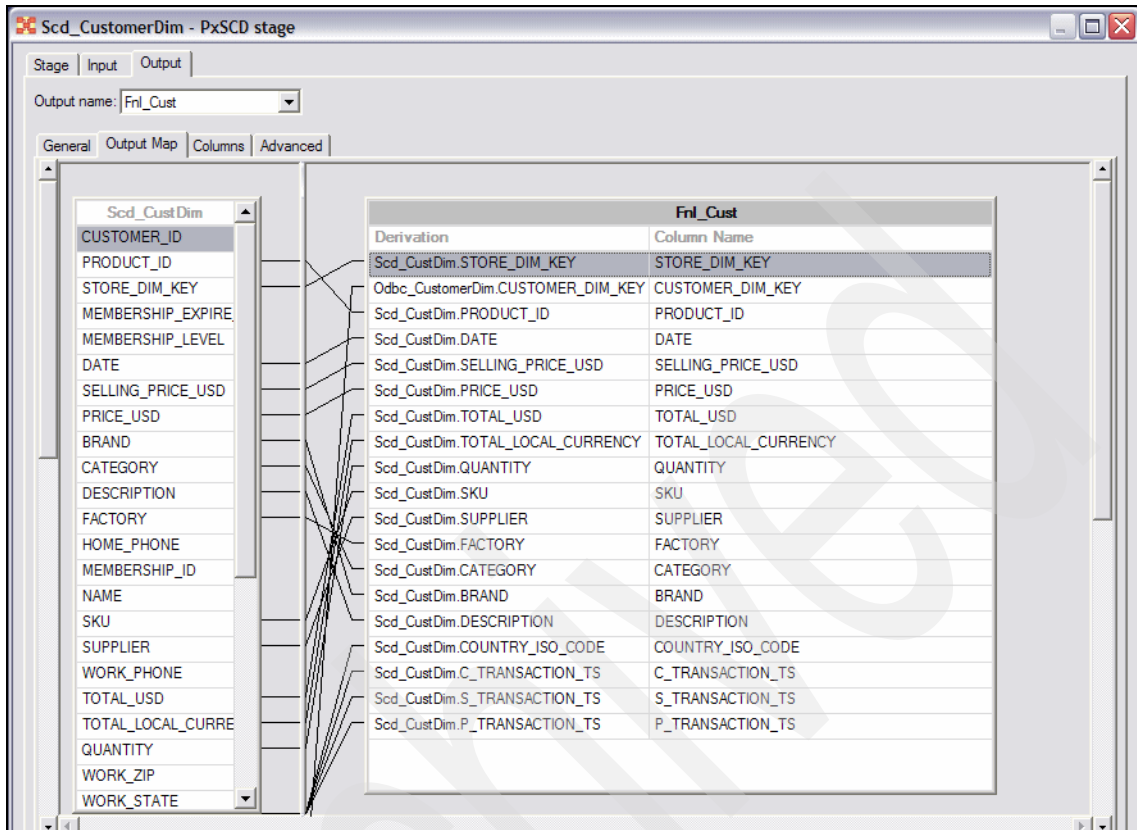 Scd_CustomerDim - PxSCD stage
Stage Input Output
Output name: Fnl_Cust
General Output Map Columns Advanced
Scd_CustDim
CUSTOMER_ID
PRODUCT_ID
STORE_DIM_KEY
MEMBERSHIP_EXPIRE_
MEMBERSHIP_LEVEL
DATE
SELLING_PRICE_USD
PRICE_USD
BRAND
CATEGORY
DESCRIPTION
FACTORY
HOME_PHONE
MEMBERSHIP_ID
NAME
SKU
SUPPLIER
WORK_PHONE
TOTAL_USD
TOTAL_LOCAL_CURRE
QUANTITY
WORK_ZIP
WORK_STATE
Fnl_Cust
Derivation Column Name
Scd_CustDim.STORE_DIM_KEY STORE_DIM_KEY
Odbc_CustomerDim.CUSTOMER_DIM_KEY CUSTOMER_DIM_KEY
Scd_CustDim.PRODUCT_ID PRODUCT_ID
Scd_CustDim.DATE DATE
Scd_CustDim.SELLING_PRICE_USD SELLING_PRICE_USD
Scd_CustDim.PRICE_USD PRICE_USD
Scd_CustDim.TOTAL_USD TOTAL_USD
Scd_CustDim.TOTAL_LOCAL_CURRENCY TOTAL_LOCAL_CURRENCY
Scd_CustDim.QUANTITY QUANTITY
Scd_CustDim.SKU SKU
Scd_CustDim.SUPPLIER SUPPLIER
Scd_CustDim.FACTORY FACTORY
Scd_CustDim.CATEGORY CATEGORY
Scd_CustDim.BRAND BRAND
Scd_CustDim.DESCRIPTION DESCRIPTION
Scd_CustDim.COUNTRY_ISO_CODE COUNTRY_ISO_CODE
Scd_CustDim.C_TRANSACTION_TS C_TRANSACTION_TS
Scd_CustDim.S_TRANSACTION_TS S_TRANSACTION_TS
Scd_CustDim.P_TRANSACTION_TS P_TRANSACTION_TS